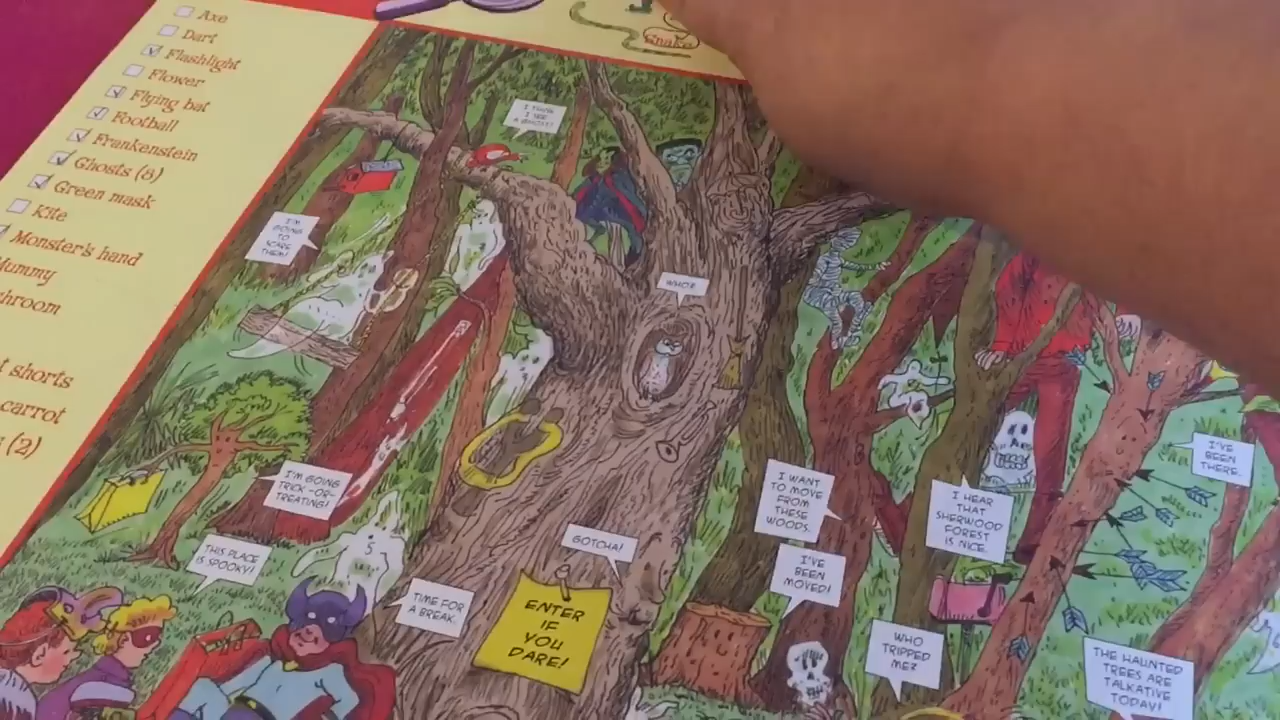 Axe
Dart
Flashlight
Flower
Flying bat
Football
Frankenstein
Ghosts (8)
Green mask
Kite
Monster's hand
Mummy
shorts
carrot
(2)
Snake
I THINK
I SEE
A GHOST!
I'M
GOING
TO
SCARE
THEM!
WHO?
I'M GOING
TRICK-OR-
TREATING!
THIS PLACE
IS SPOOKY!
TIME FOR
A BREAK.
GOTCHA!
ENTER
IF
YOU
DARE!
I WANT
TO MOVE
FROM
THESE
WOODS.
I'VE
BEEN
MOVED!
I HEAR
THAT
SHERWOOD
FOREST
IS NICE.
I'VE
BEEN
THERE.
WHO
TRIPPED
ME?
THE HAUNTED
TREES ARE
TALKATIVE
TODAY!
5